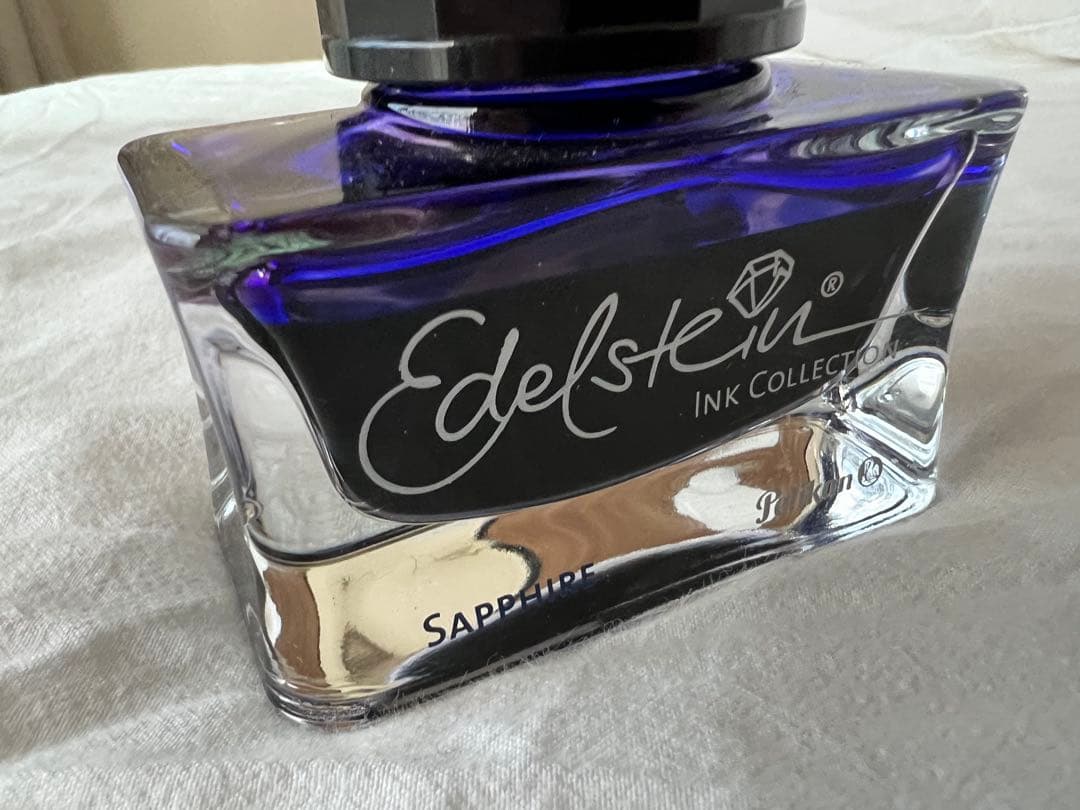 Edelstein®
INK COLLECTION
Pelikan®
SAPPHIRE